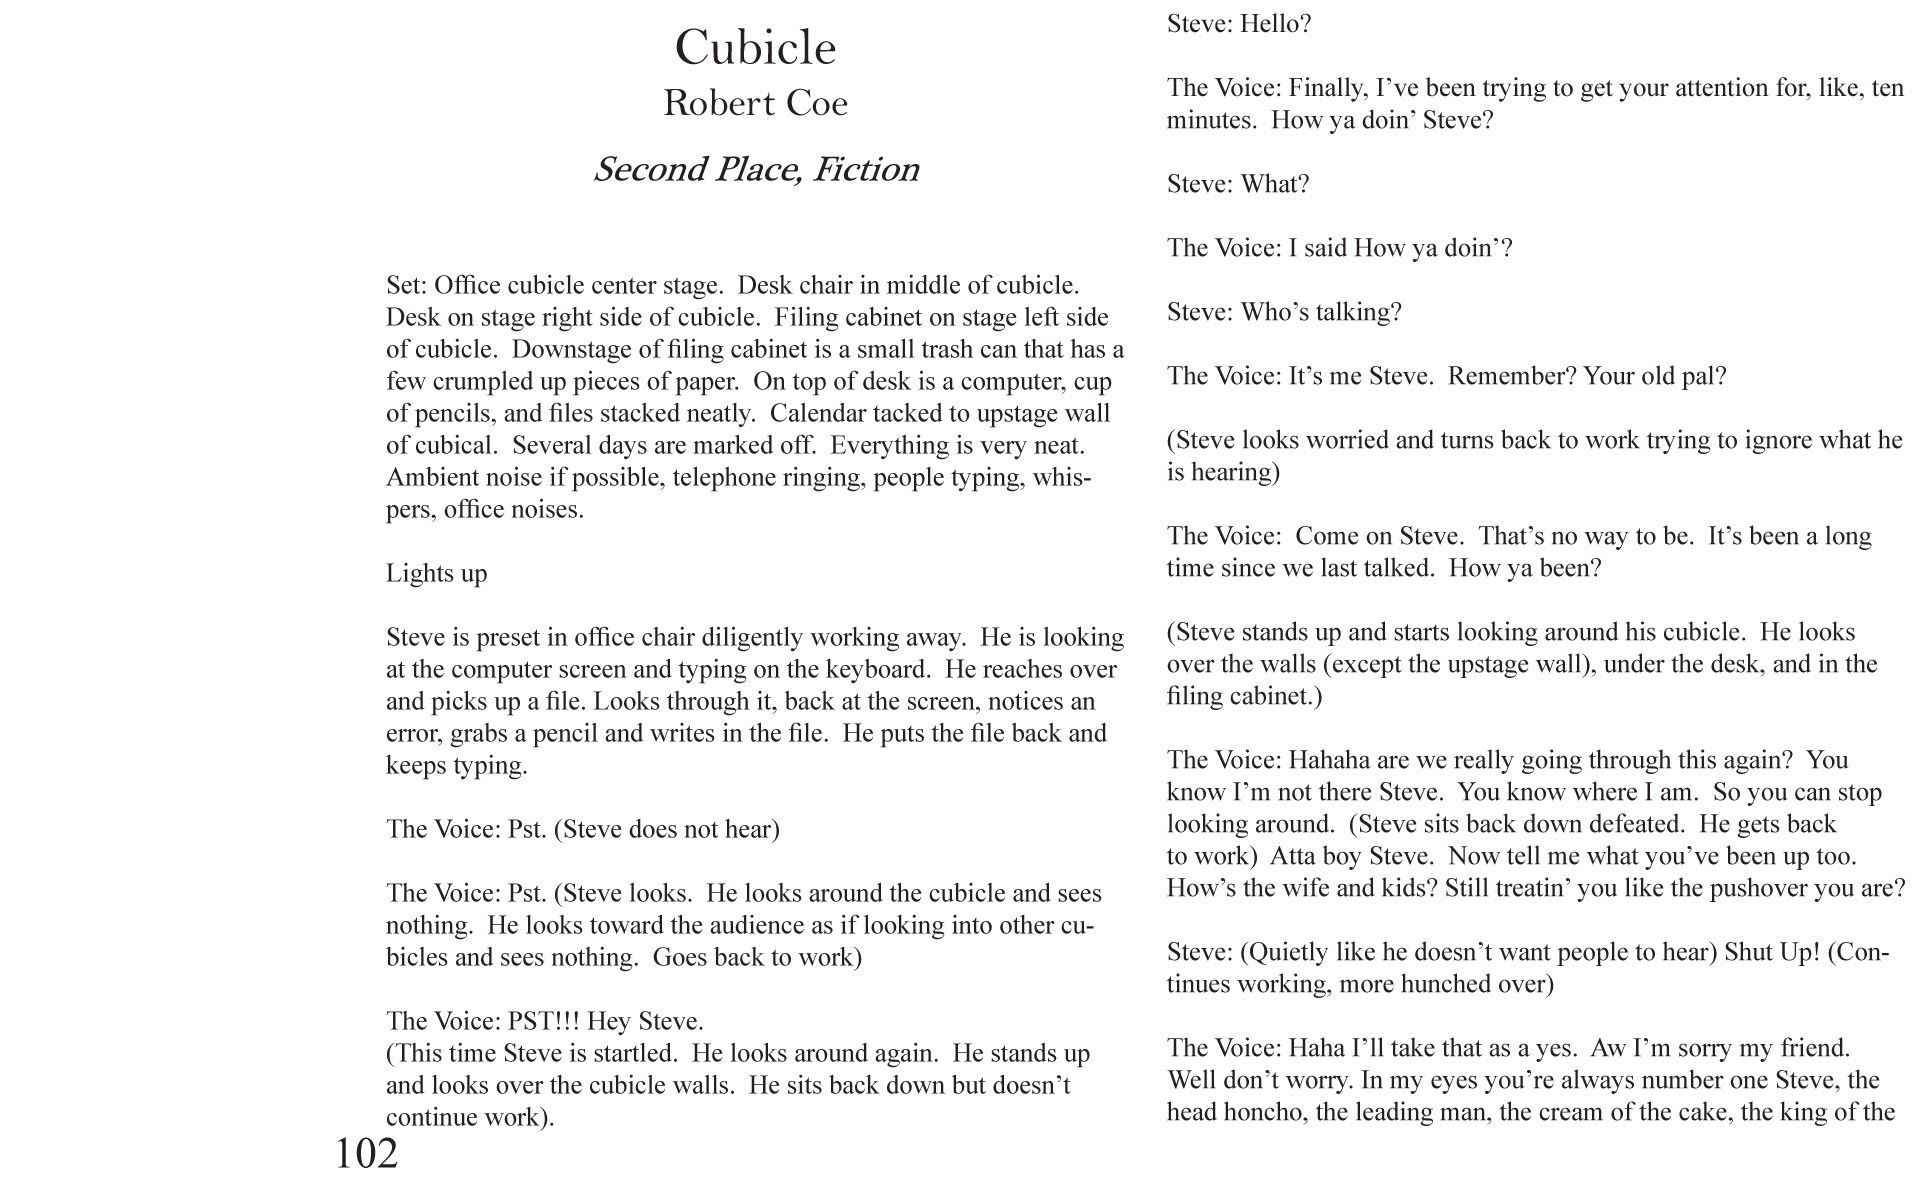 Cubicle
Robert Coe
Second Place, Fiction
Set: Office cubicle center stage.  Desk chair in middle of cubicle.
Desk on stage right side of cubicle.  Filing cabinet on stage left side
of cubicle.  Downstage of filing cabinet is a small trash can that has a
few crumpled up pieces of paper.  On top of desk is a computer, cup
of pencils, and files stacked neatly.  Calendar tacked to upstage wall
of cubical.  Several days are marked off.  Everything is very neat.
Ambient noise if possible, telephone ringing, people typing, whis-
pers, office noises.
Lights up
Steve is preset in office chair diligently working away.  He is looking
at the computer screen and typing on the keyboard.  He reaches over
and picks up a file. Looks through it, back at the screen, notices an
error, grabs a pencil and writes in the file.  He puts the file back and
keeps typing.
The Voice: Pst. (Steve does not hear)
The Voice: Pst. (Steve looks.  He looks around the cubicle and sees
nothing.  He looks toward the audience as if looking into other cu-
bicles and sees nothing.  Goes back to work)
The Voice: PST!!! Hey Steve.
(This time Steve is startled.  He looks around again.  He stands up
and looks over the cubicle walls.  He sits back down but doesn’t
continue work).
102
Steve: Hello?
The Voice: Finally, I’ve been trying to get your attention for, like, ten
minutes.  How ya doin’ Steve?
Steve: What?
The Voice: I said How ya doin’?
Steve: Who’s talking?
The Voice: It’s me Steve.  Remember? Your old pal?
(Steve looks worried and turns back to work trying to ignore what he
is hearing)
The Voice:  Come on Steve.  That’s no way to be.  It’s been a long
time since we last talked.  How ya been?
(Steve stands up and starts looking around his cubicle.  He looks
over the walls (except the upstage wall), under the desk, and in the
filing cabinet.)
The Voice: Hahaha are we really going through this again?  You
know I’m not there Steve.  You know where I am.  So you can stop
looking around.  (Steve sits back down defeated.  He gets back
to work)  Atta boy Steve.  Now tell me what you’ve been up too.
How’s the wife and kids? Still treatin’ you like the pushover you are?
Steve: (Quietly like he doesn’t want people to hear) Shut Up! (Con-
tinues working, more hunched over)
The Voice: Haha I’ll take that as a yes.  Aw I’m sorry my friend.
Well don’t worry. In my eyes you’re always number one Steve, the
head honcho, the leading man, the cream of the cake, the king of the